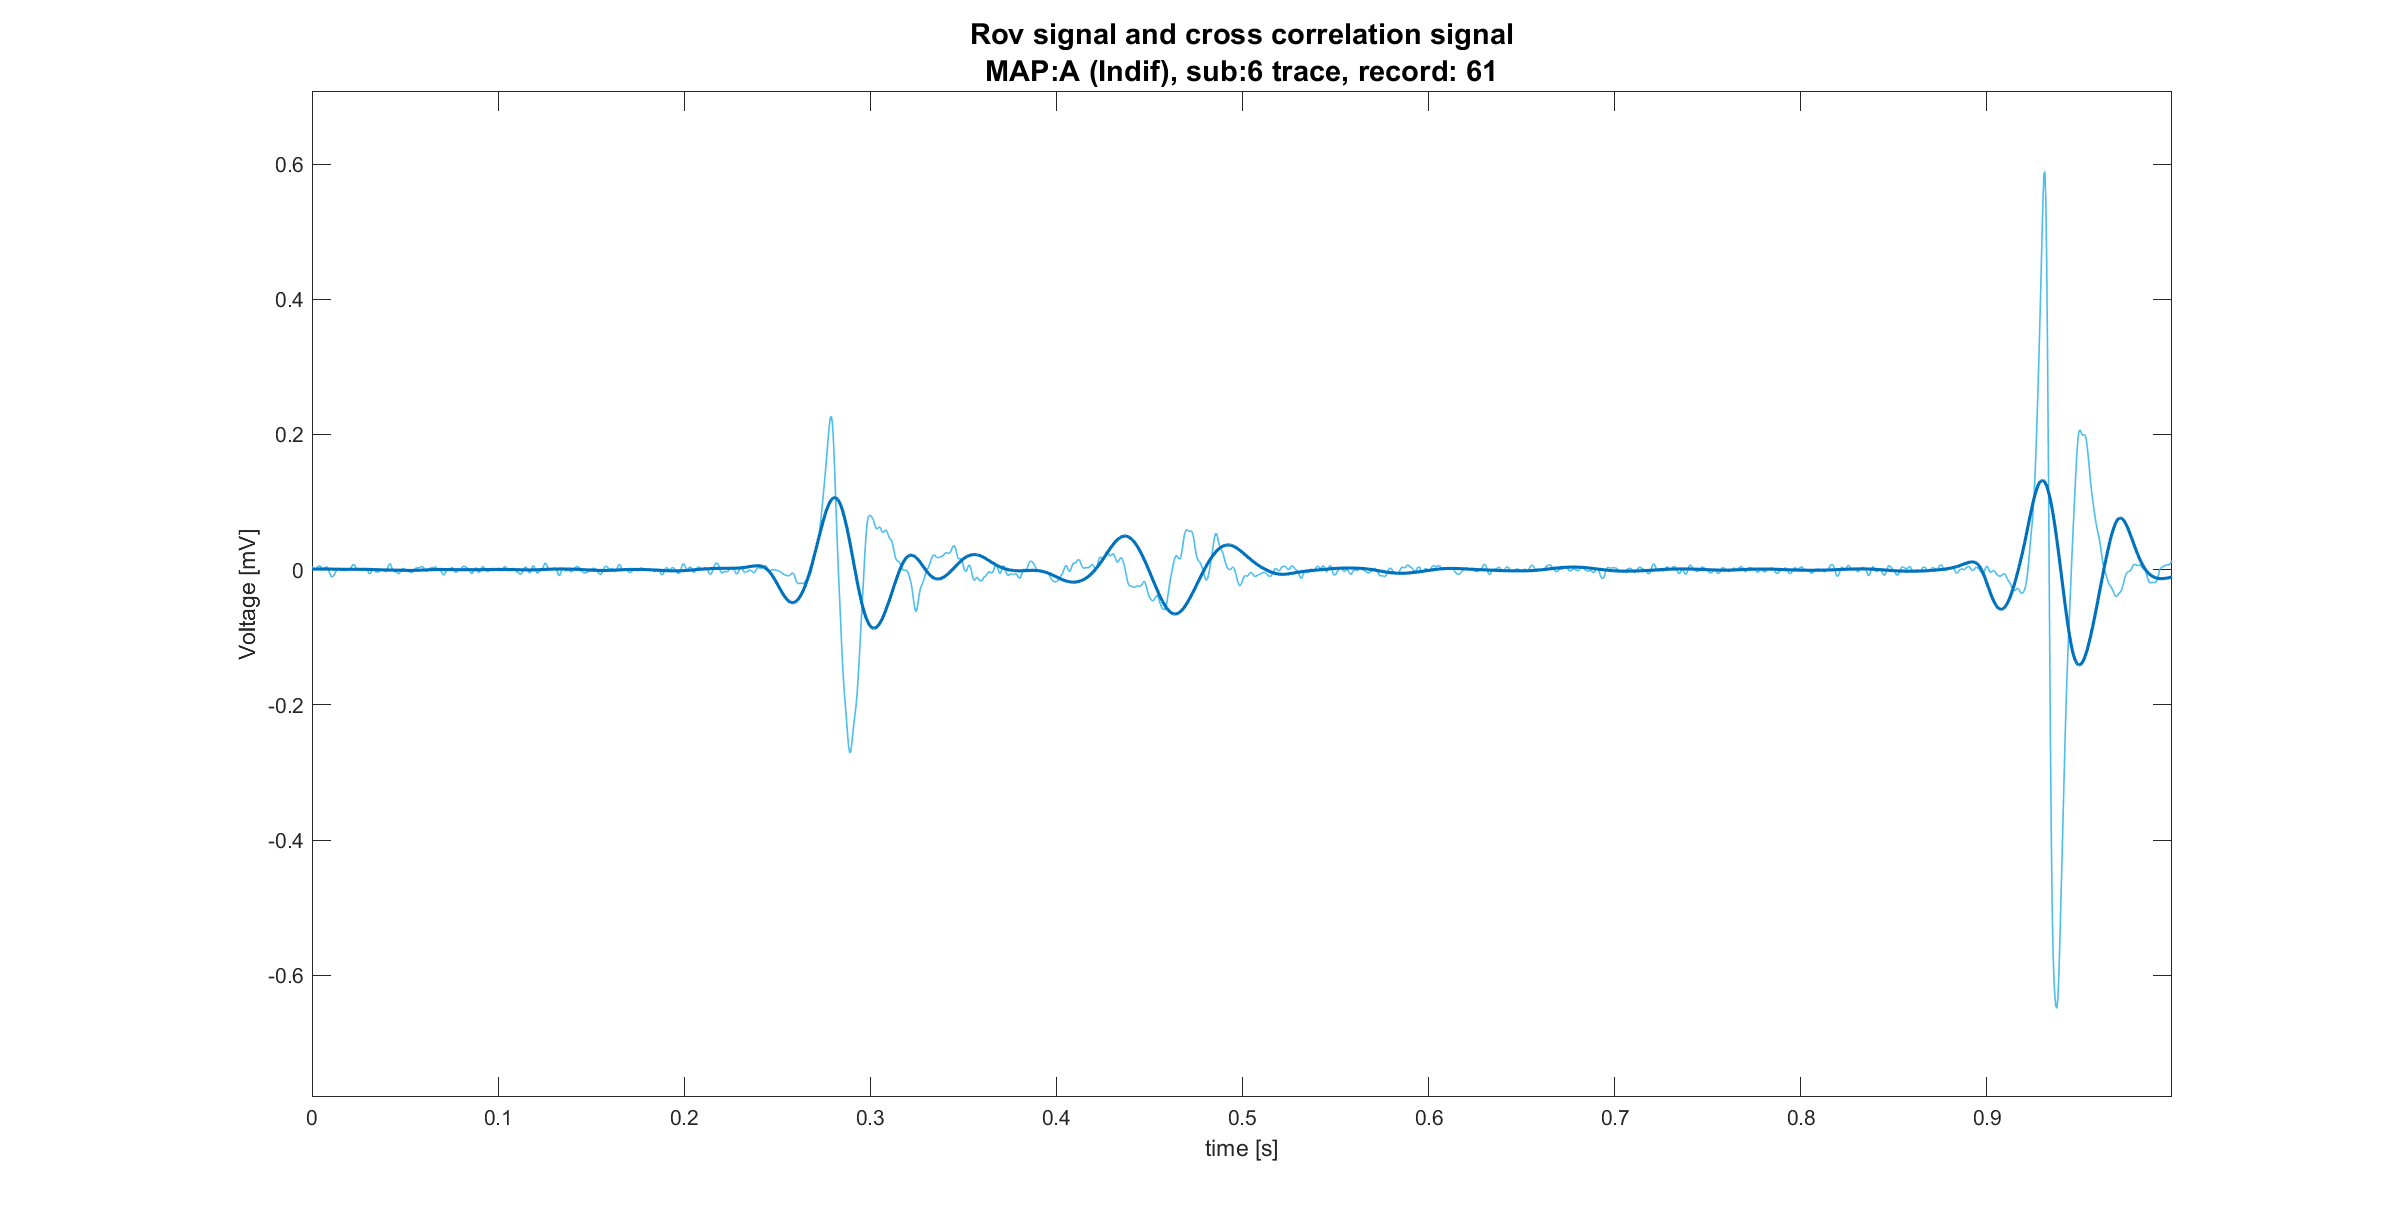 Rov signal and cross correlation signal
MAP:A (Indif), sub:6 trace, record: 61
Voltage [mV]
0.6
0.4
0.2
0
-0.2
-0.4
-0.6
0 0.1 0.2 0.3 0.4 0.5 0.6 0.7 0.8 0.9
time [s]